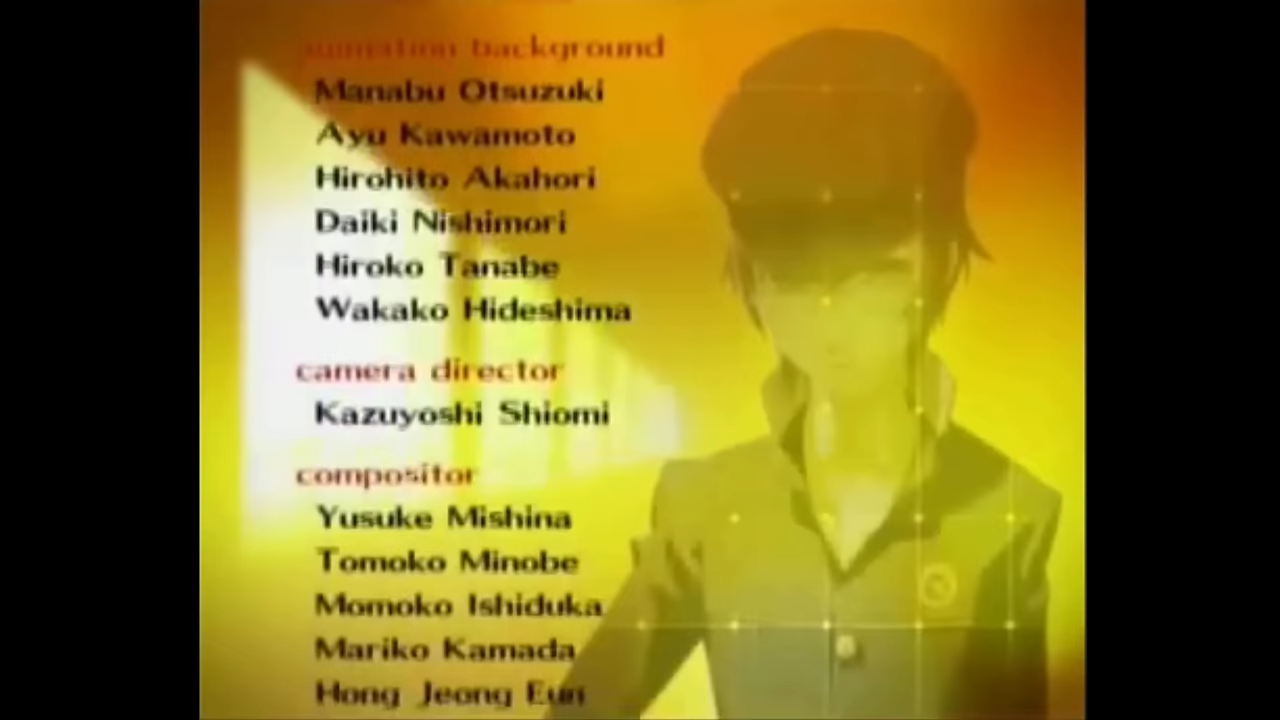 animation background
Manabu Otsuzuki
Ayu Kawamoto
Hirohito Akahori
Daiki Nishimori
Hiroko Tanabe
Wakako Hideshima
camera director
Kazuyoshi Shiomi
compositor
Yusuke Mishina
Tomoko Minobe
Momoko Ishiduka
Mariko Kamada
Hong Jeong Eun